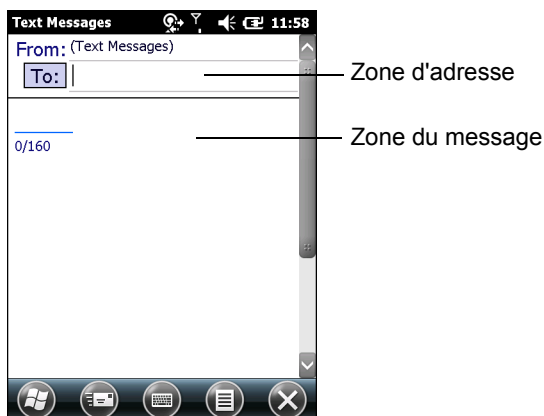 Text Messages 11:58
From: (Text Messages)
To:
Zone d'adresse
Zone du message
0/160